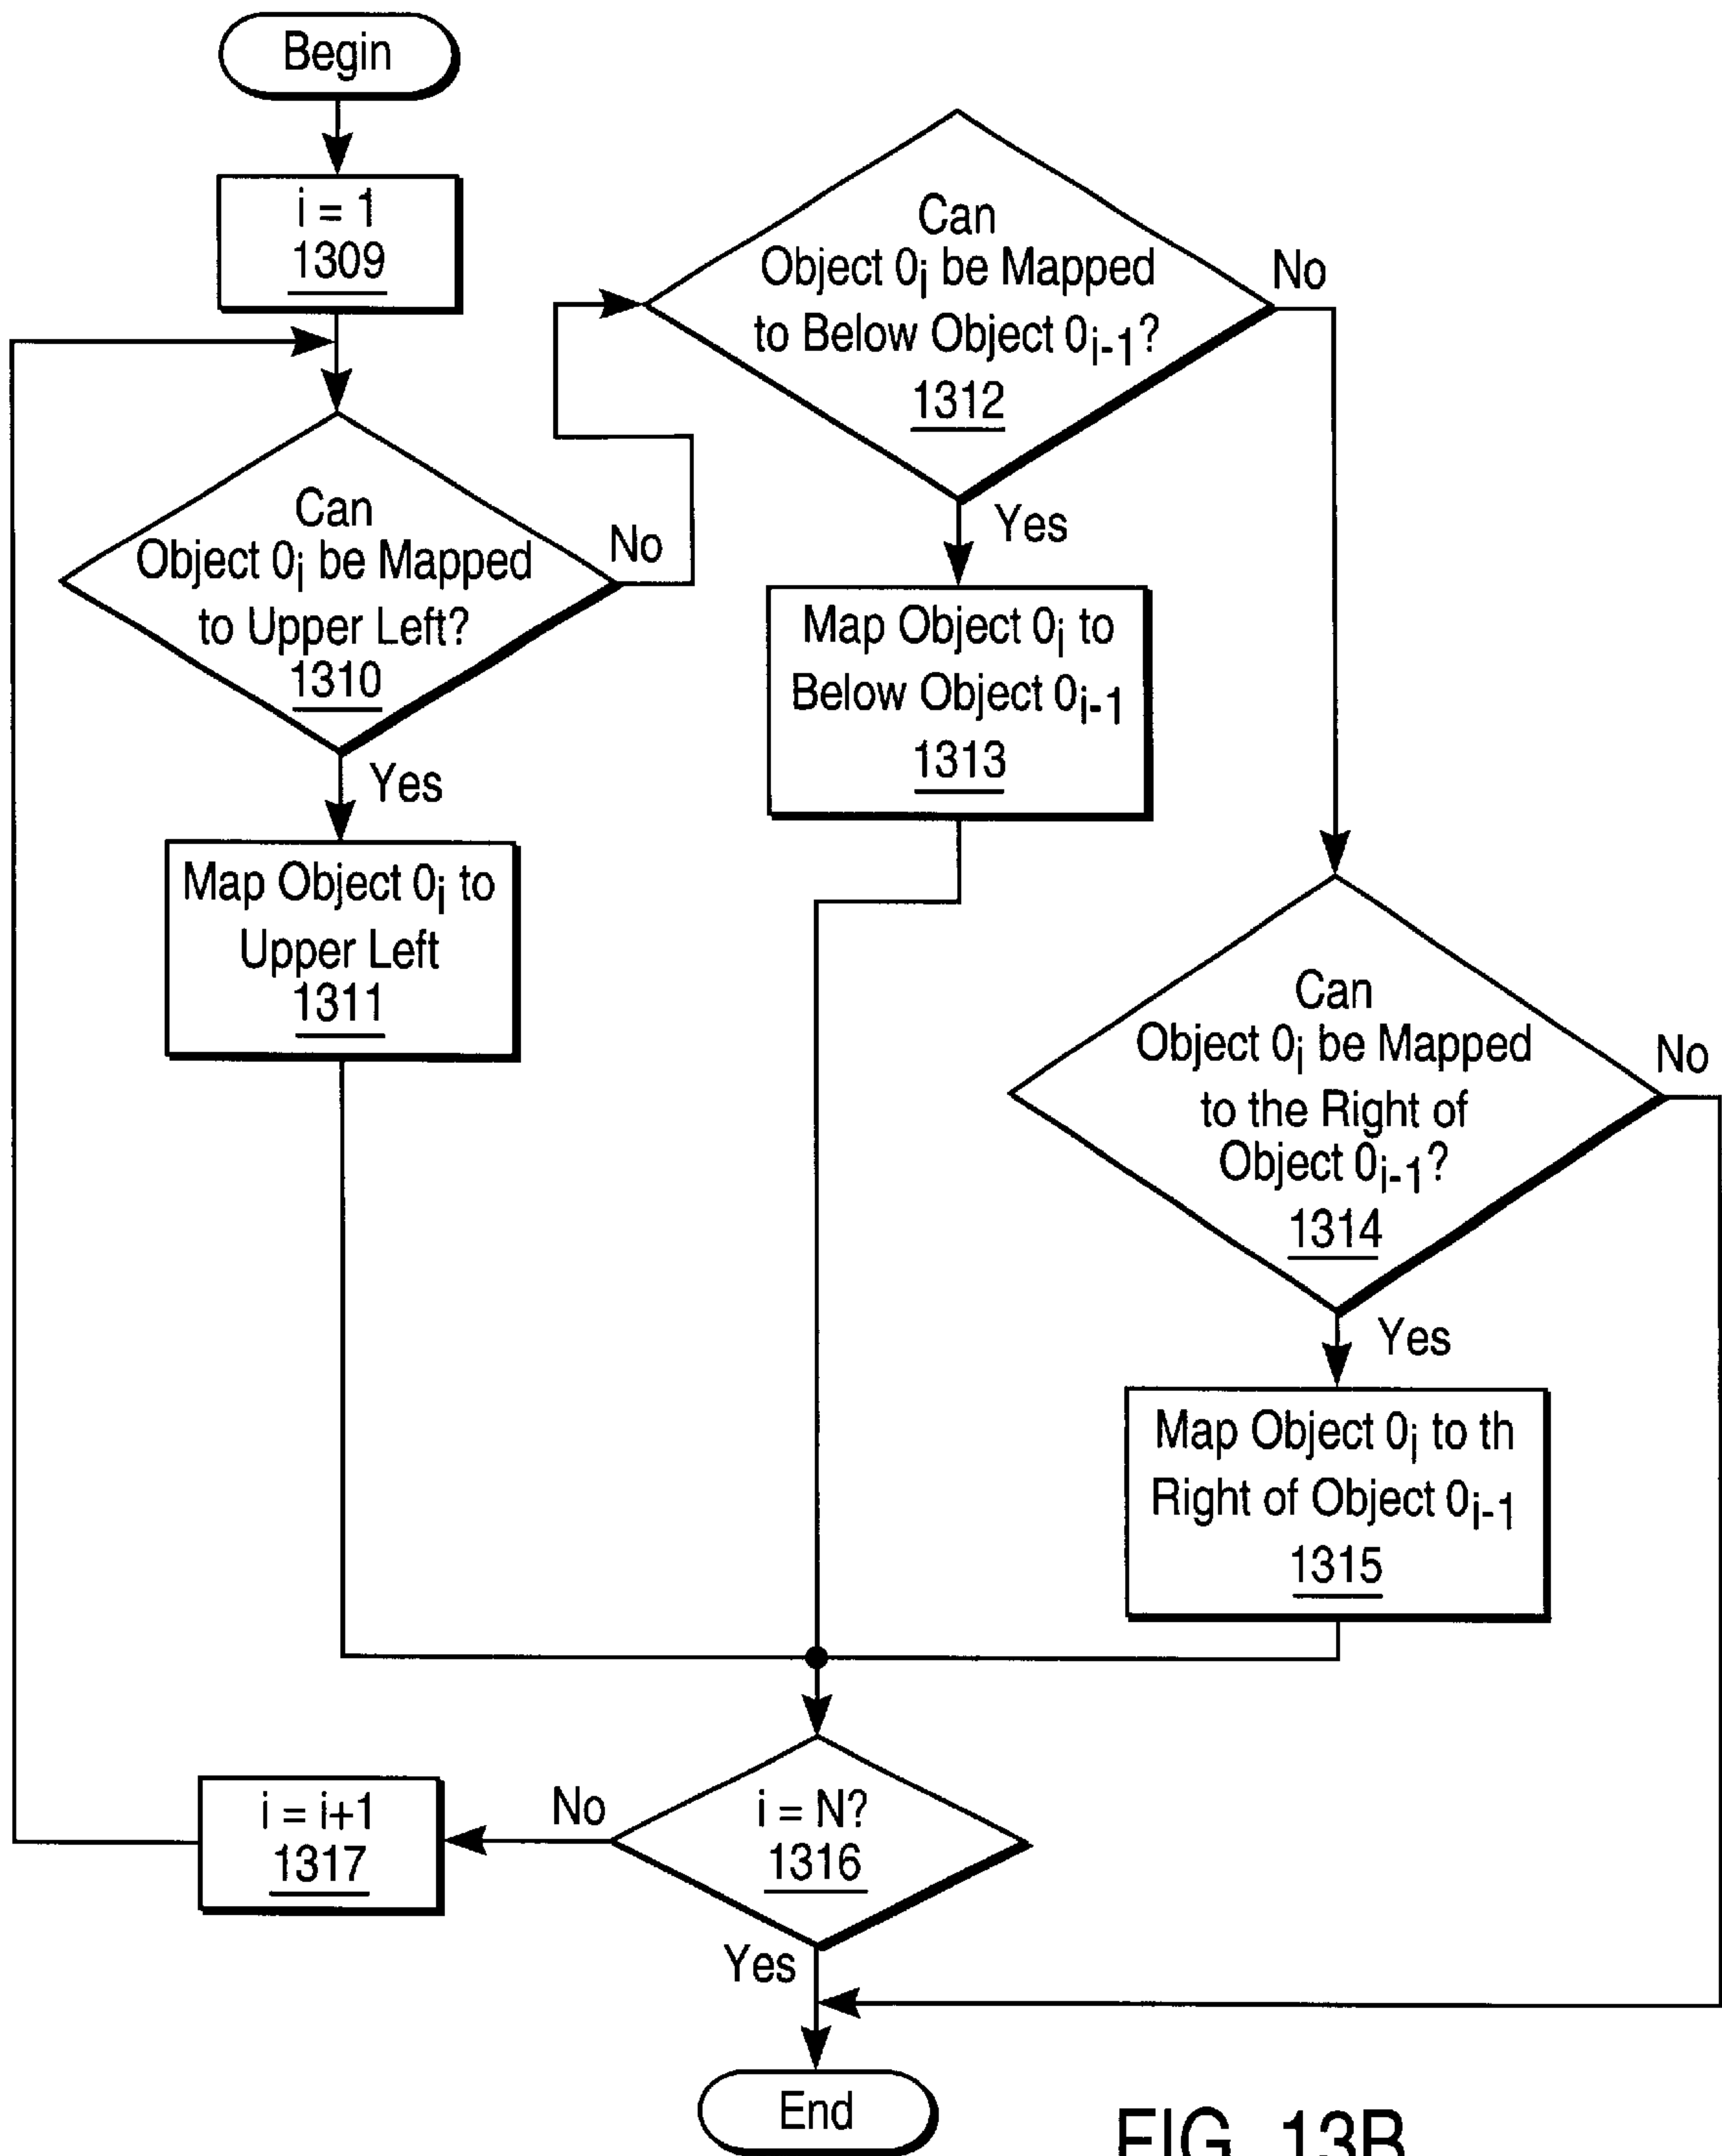 Begin
i = 1
1309
Can
Object 0i be Mapped
to Upper Left?
1310
No
Yes
Map Object 0i to
Upper Left
1311
Can
Object 0i be Mapped
to Below Object 0i-1?
1312
No
Yes
Map Object 0i to
Below Object 0i-1
1313
Can
Object 0i be Mapped
to the Right of
Object 0i-1?
1314
No
Yes
Map Object 0i to th
Right of Object 0i-1
1315
i = N?
1316
No
i = i+1
1317
Yes
End
FIG. 13B